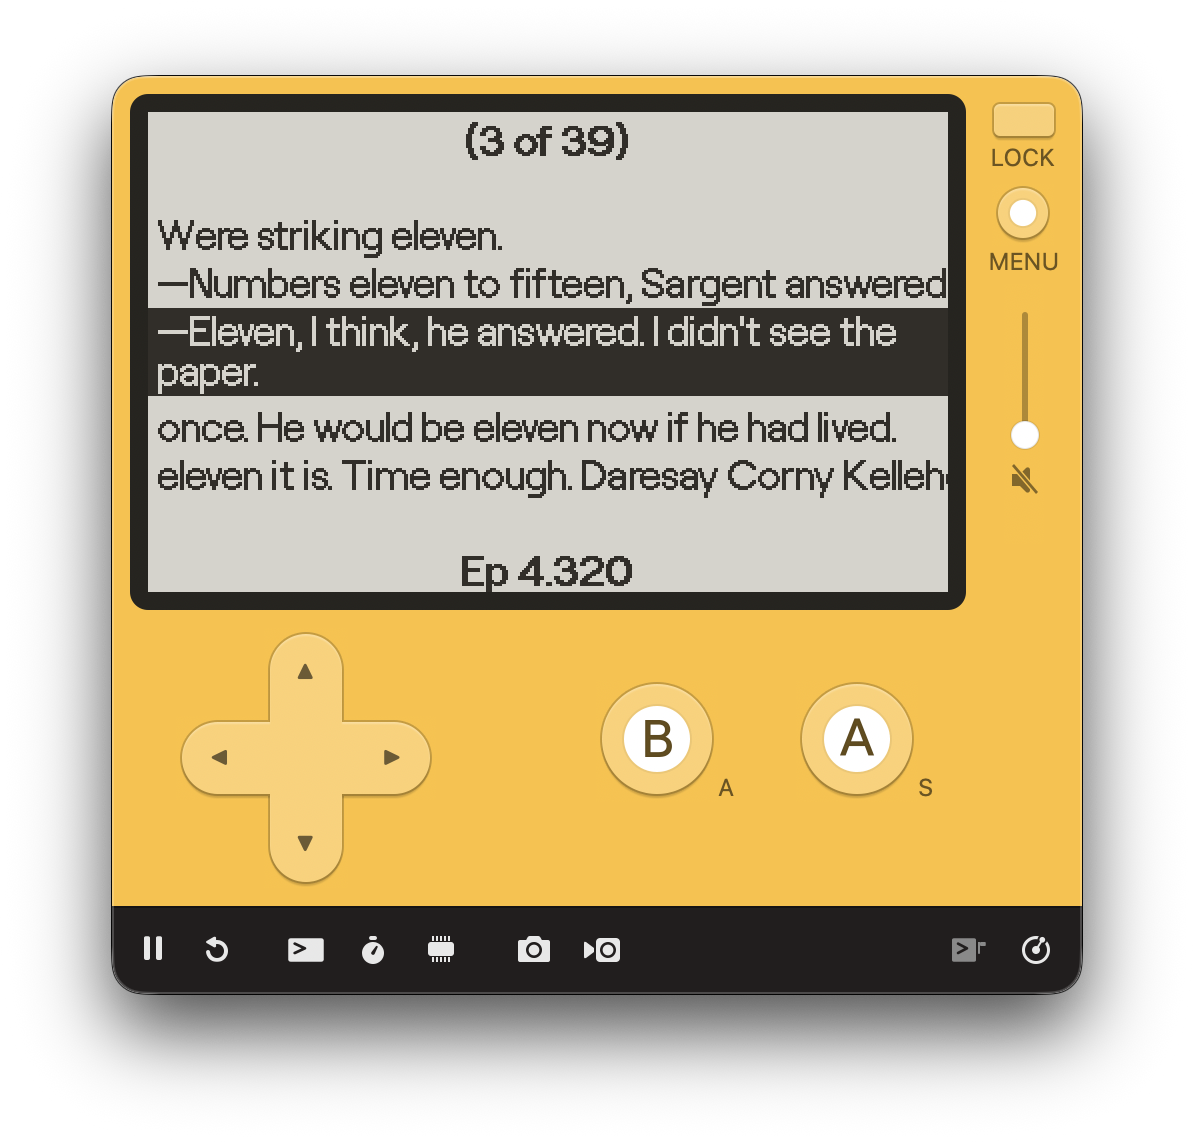 (3 of 39)
Were striking eleven.
—Numbers eleven to fifteen, Sargent answered
—Eleven, I think, he answered. I didn't see the
paper.
once. He would be eleven now if he had lived.
eleven it is. Time enough. Daresay Corny Kelleh
Ep 4.320
LOCK
MENU
B
A
A
S